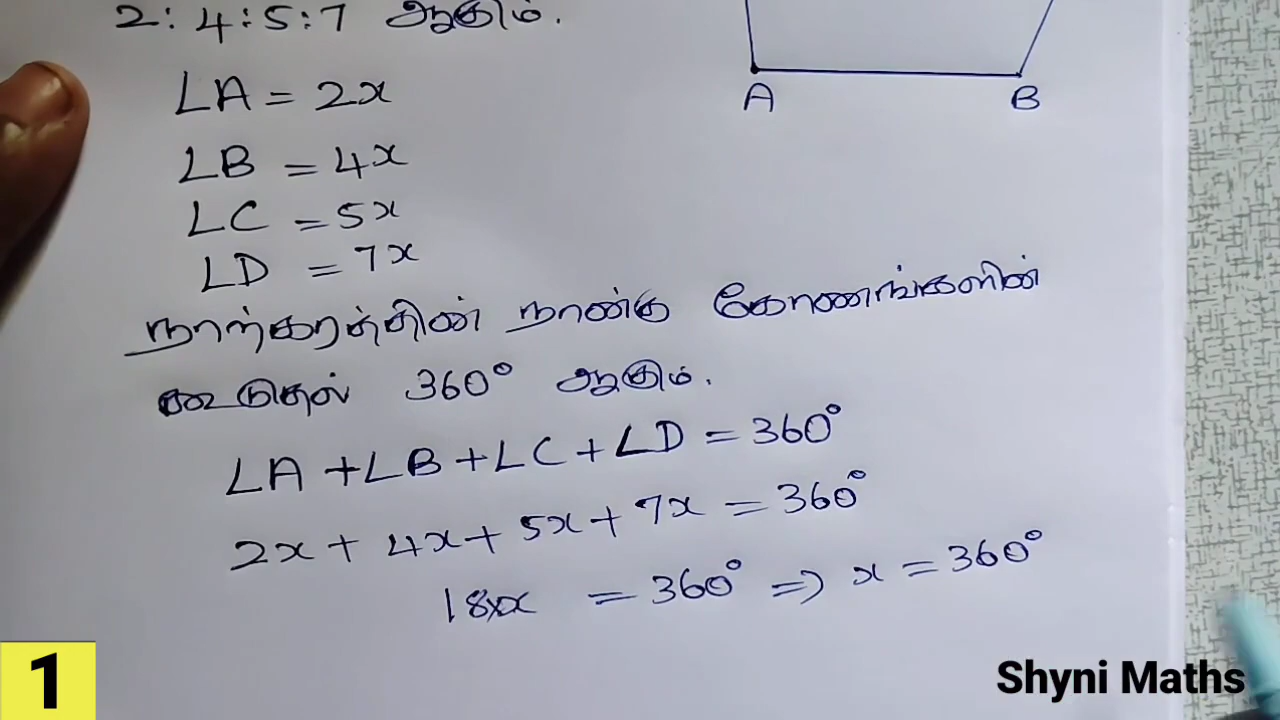 2 : 4 : 5 : 7 ஆகும்.
A B
∠A = 2x
∠B = 4x
∠C = 5x
∠D = 7x
நாற்கரத்தின் நான்கு கோணங்களின்
கூடுதல் 360° ஆகும்.
∠A + ∠B + ∠C + ∠D = 360°
2x + 4x + 5x + 7x = 360°
18x = 360° ⇒ x = 360°
1
Shyni Maths